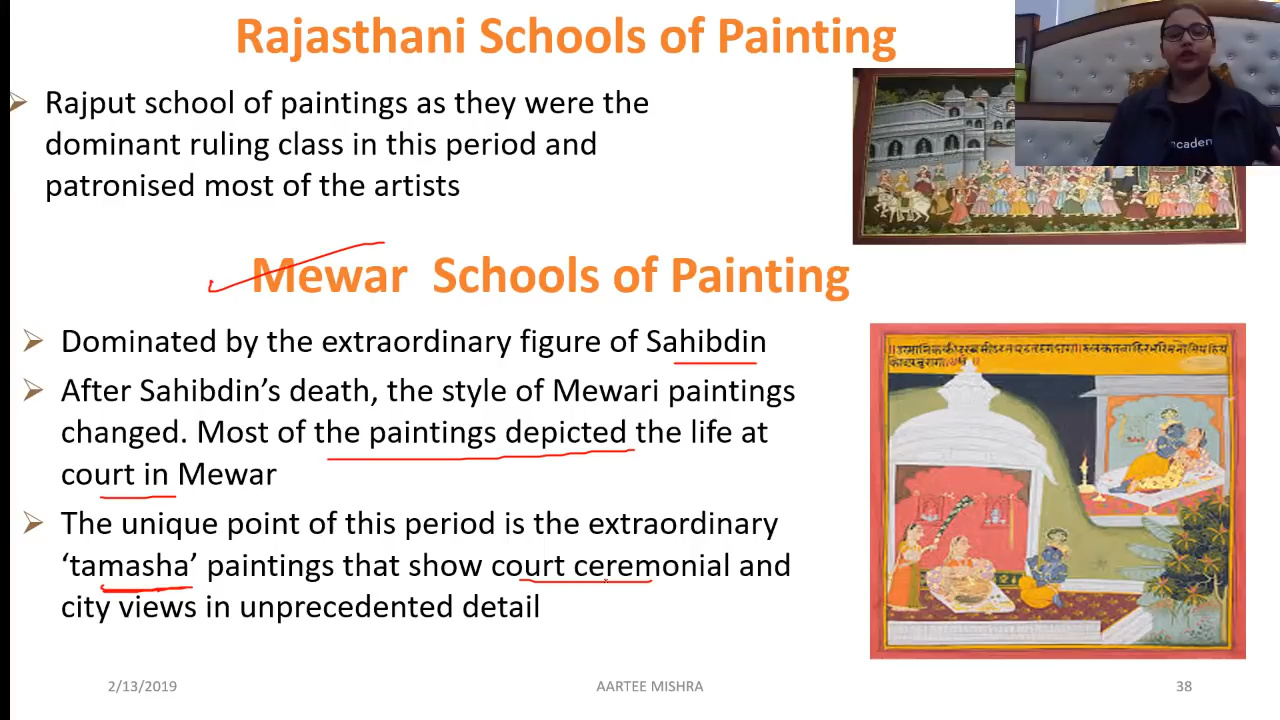 Rajasthani Schools of Painting
➢ Rajput school of paintings as they were the
dominant ruling class in this period and
patronised most of the artists
ncadem
Mewar Schools of Painting
➢ Dominated by the extraordinary figure of Sahibdin
➢ After Sahibdin’s death, the style of Mewari paintings
changed. Most of the paintings depicted the life at
court in Mewar
➢ The unique point of this period is the extraordinary
‘tamasha’ paintings that show court ceremonial and
city views in unprecedented detail
2/13/2019
AARTEE MISHRA
38